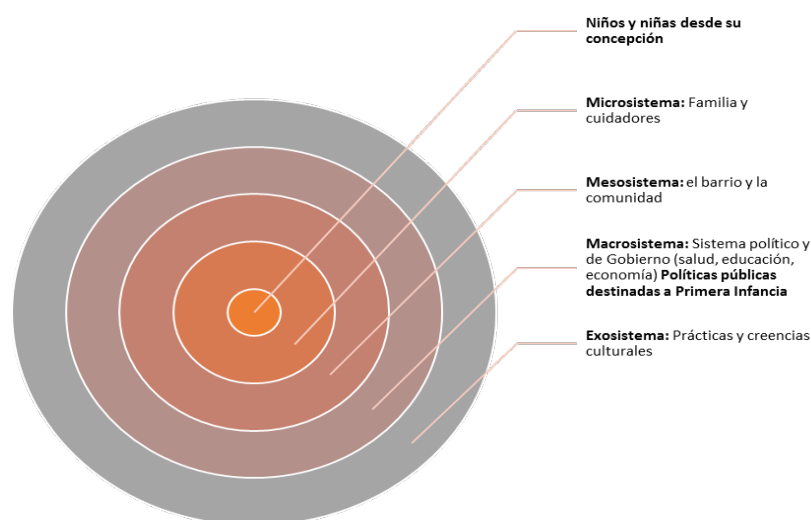 Niños y niñas desde su
concepción
Microsistema: Familia y
cuidadores
Mesosistema: el barrio y la
comunidad
Macrosistema: Sistema político y
de Gobierno (salud, educación,
economía) Políticas públicas
destinadas a Primera Infancia
Exosistema: Prácticas y creencias
culturales